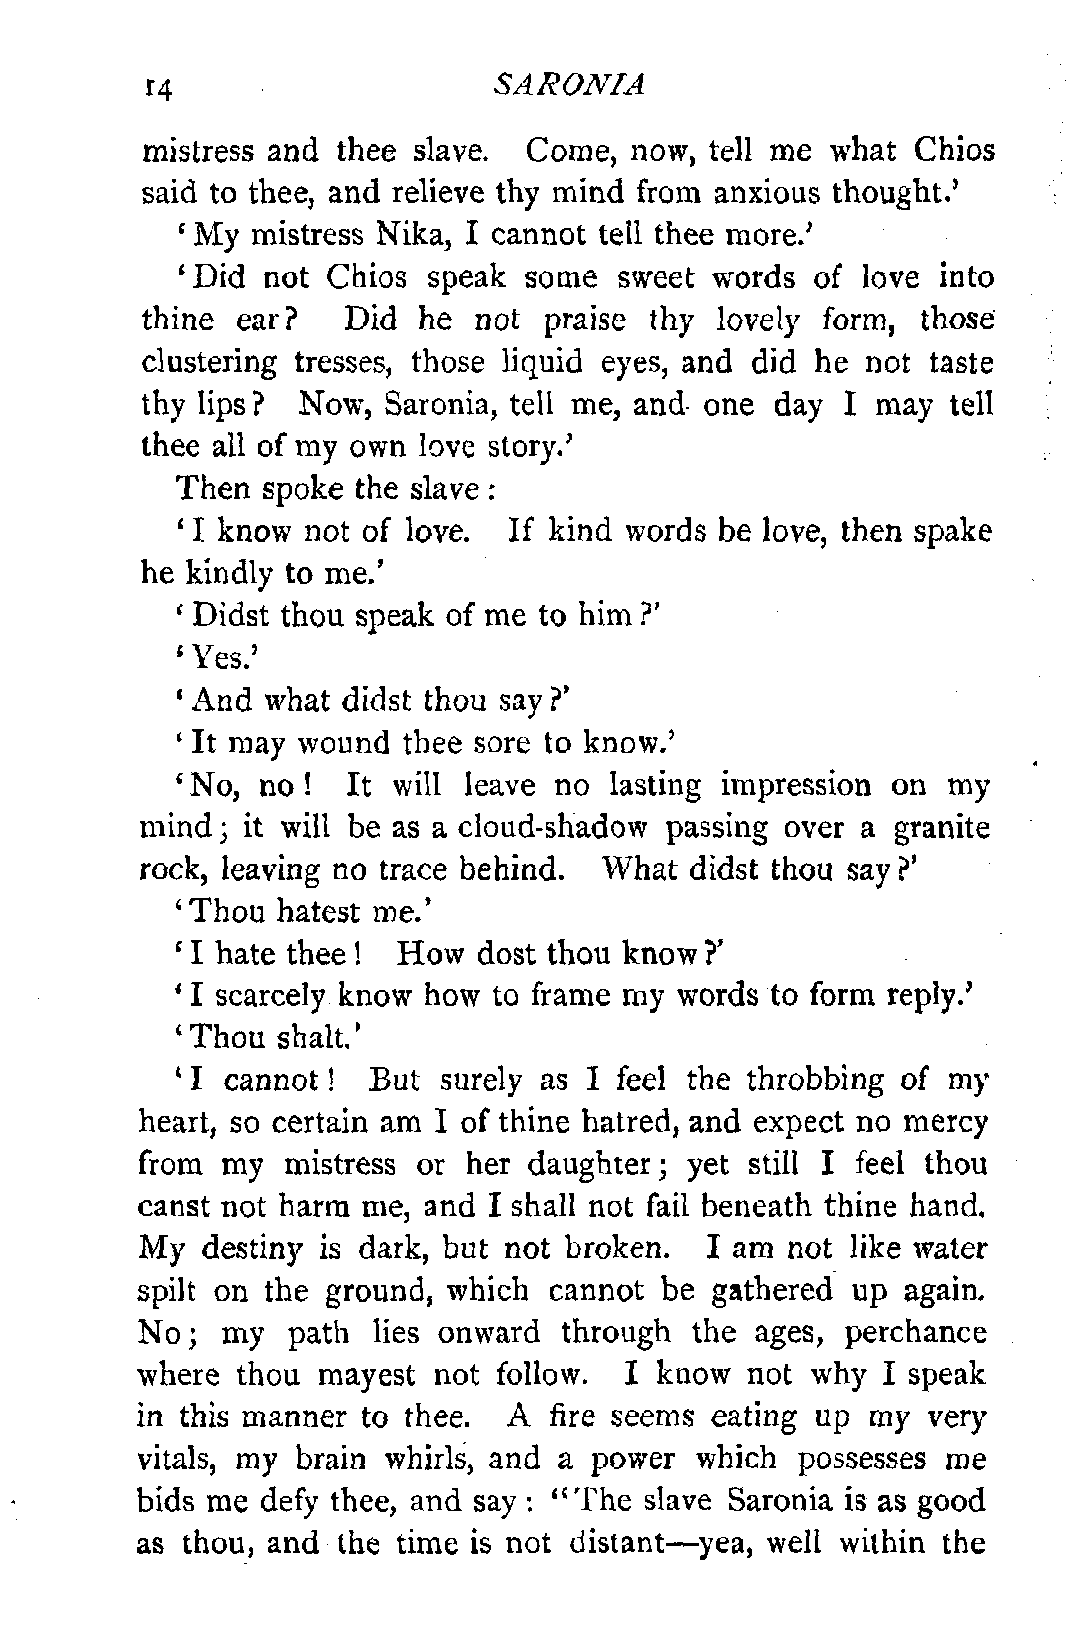 14 SARONIA
mistress and thee slave. Come, now, tell me what Chios
said to thee, and relieve thy mind from anxious thought.'
'My mistress Nika, I cannot tell thee more.'
'Did not Chios speak some sweet words of love into
thine ear? Did he not praise thy lovely form, those
clustering tresses, those liquid eyes, and did he not taste
thy lips? Now, Saronia, tell me, and one day I may tell
thee all of my own love story.'
Then spoke the slave:
'I know not of love. If kind words be love, then spake
he kindly to me.'
'Didst thou speak of me to him?'
'Yes.'
'And what didst thou say?'
'It may wound thee sore to know.'
'No, no! It will leave no lasting impression on my
mind; it will be as a cloud-shadow passing over a granite
rock, leaving no trace behind. What didst thou say?'
'Thou hatest me.'
'I hate thee! How dost thou know?'
'I scarcely know how to frame my words to form reply.'
'Thou shalt.'
'I cannot! But surely as I feel the throbbing of my
heart, so certain am I of thine hatred, and expect no mercy
from my mistress or her daughter; yet still I feel thou
canst not harm me, and I shall not fail beneath thine hand.
My destiny is dark, but not broken. I am not like water
spilt on the ground, which cannot be gathered up again.
No; my path lies onward through the ages, perchance
where thou mayest not follow. I know not why I speak
in this manner to thee. A fire seems eating up my very
vitals, my brain whirls, and a power which possesses me
bids me defy thee, and say: "The slave Saronia is as good
as thou, and the time is not distant—yea, well within the